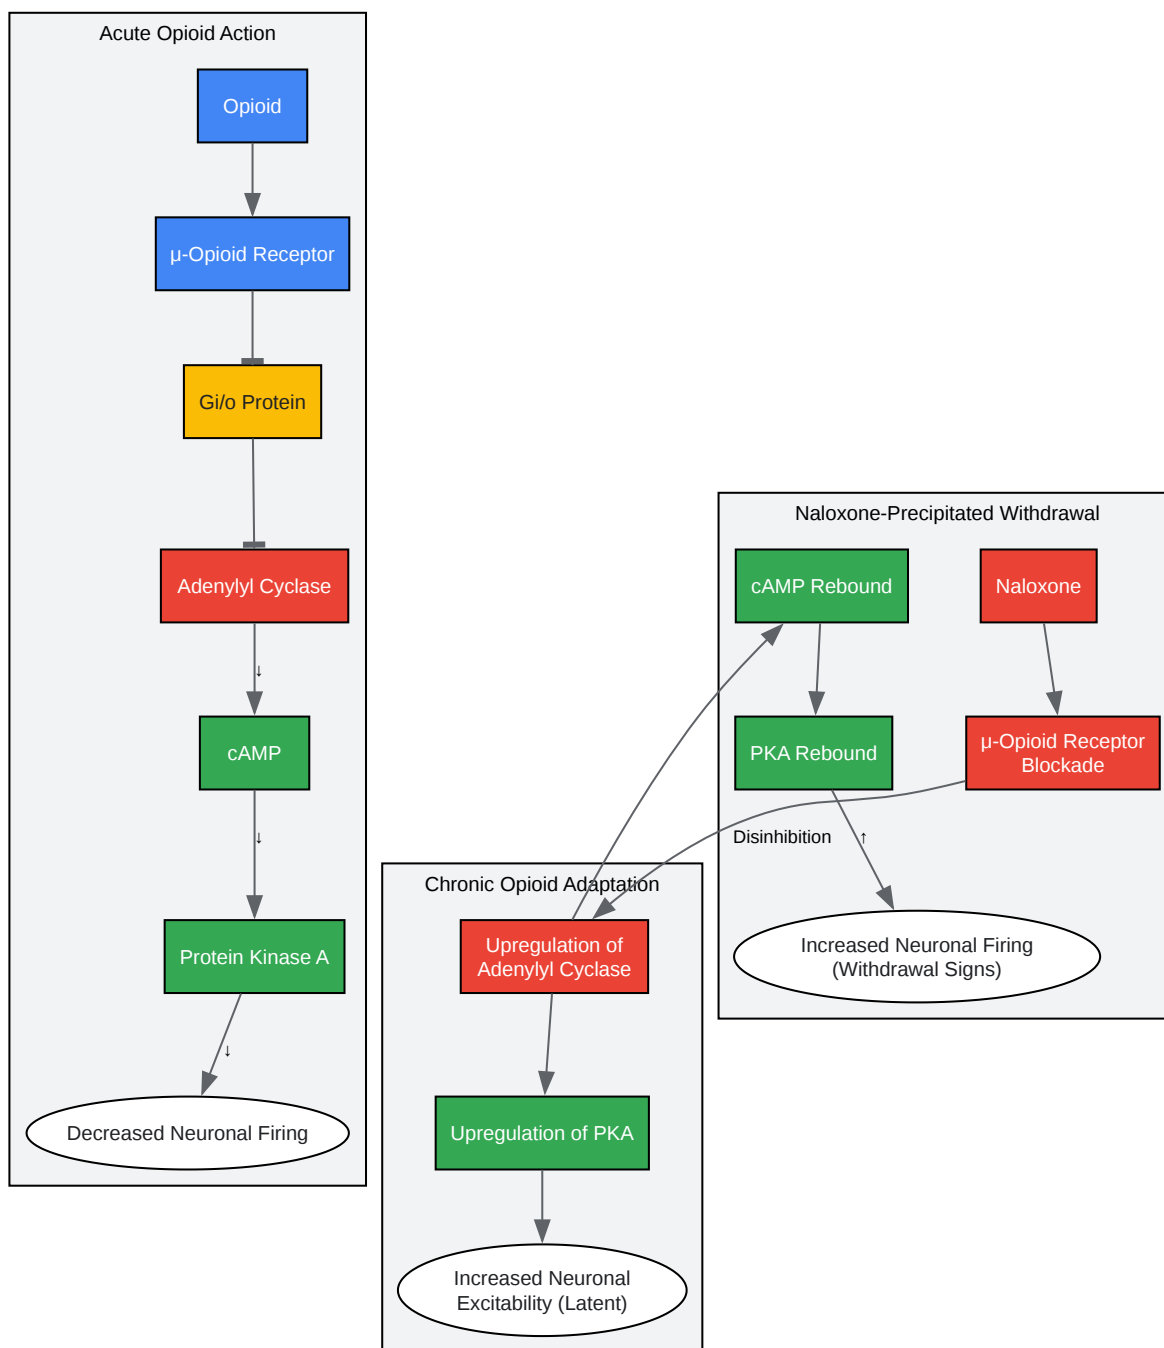 Acute Opioid Action
Opioid
μ-Opioid Receptor
Gi/o Protein
Adenylyl Cyclase
↓
cAMP
↓
Protein Kinase A
↓
Decreased Neuronal Firing
Chronic Opioid Adaptation
Upregulation of
Adenylyl Cyclase
Upregulation of PKA
Increased Neuronal
Excitability (Latent)
Naloxone-Precipitated Withdrawal
cAMP Rebound
Naloxone
PKA Rebound
μ-Opioid Receptor
Blockade
Disinhibition
↑
Increased Neuronal Firing
(Withdrawal Signs)